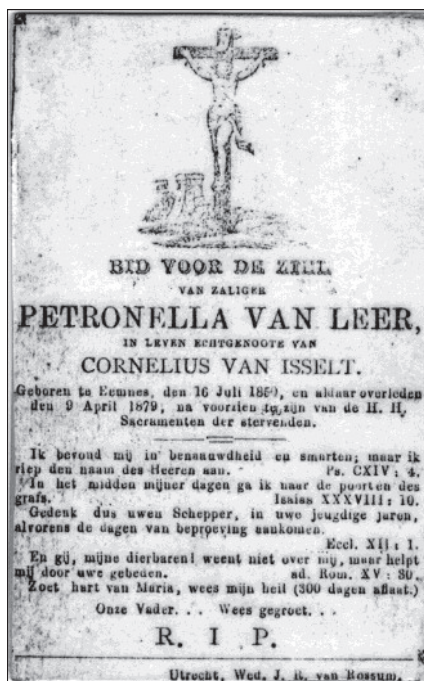 BID VOOR DE ZIEL
VAN ZALIGER
PETRONELLA VAN LEER,
IN LEVEN ECHTGENOOTE VAN
CORNELIUS VAN ISSELT.
Geboren te Eemnes, den 16 Juli en aldaar overleden
den 9 April 1879, na voorzien te zijn van de H. H.
Sacramenten der stervenden.
Ik bevond mij in benaauwdheid en smarten; maar ik
riep den naam des Heeren aan. Ps. CXIV: 4.
In het midden mijner dagen ga ik naar de poorten des
grafs. Isaias XXXVIII: 10.
Gedenk dus uwen Schepper, in uwe jeugdige jaren,
alvorens de dagen van beproeving aankomen.
Eccl. XII: 1.
En gij, mijne dierbaren! weent niet over mij, maar helpt
mij door uwe gebeden. ad. Rom. XV: 30.
Zoet hart van Maria, wees mijn heil (300 dagen aflaat.)
Onze Vader... Wees gegroet...
R. I. P.
Utrecht, Wed. J. R. van Rossum.